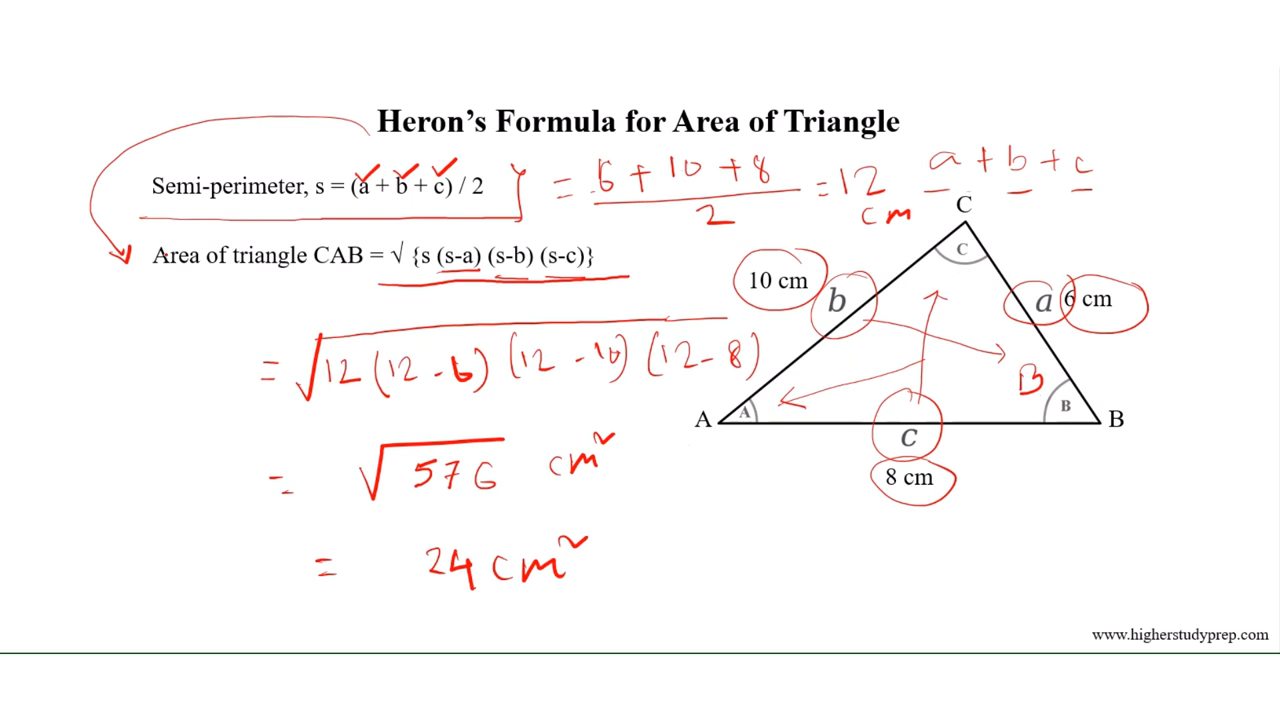 Heron's Formula for Area of Triangle
Semi-perimeter, s = (a + b + c) / 2
= 6 + 10 + 8 / 2 = 12 cm
a + b + c
Area of triangle CAB = √ {s (s-a) (s-b) (s-c)}
= √12 (12 - 6) (12 - 10) (12 - 8)
= √576 cm²
= 24 cm²
C
C
10 cm
b
a
6 cm
B
A
A
B
B
c
8 cm
www.higherstudyprep.com